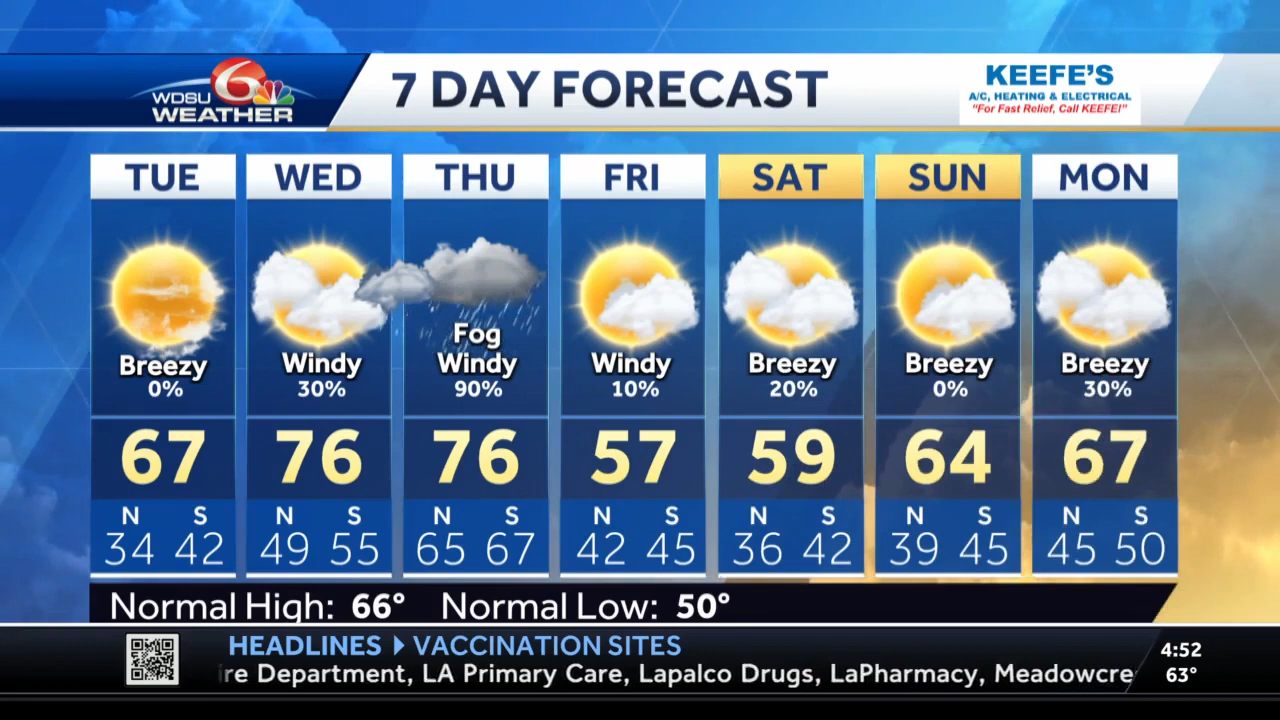 WDSU 6
WEATHER
7 DAY FORECAST
KEEFE'S
A/C, HEATING & ELECTRICAL
"For Fast Relief, Call KEEFE!"
TUE WED THU FRI SAT SUN MON
Breezy
0%
Windy
30%
Fog
Windy
90%
Windy
10%
Breezy
20%
Breezy
0%
Breezy
30%
67 76 76 57 59 64 67
N S N S N S N S N S N S N S
34 42 49 55 65 67 42 45 36 42 39 45 45 50
Normal High: 66° Normal Low: 50°
HEADLINES VACCINATION SITES
ire Department, LA Primary Care, Lapalco Drugs, LaPharmacy, Meadowcre
4:52
63°